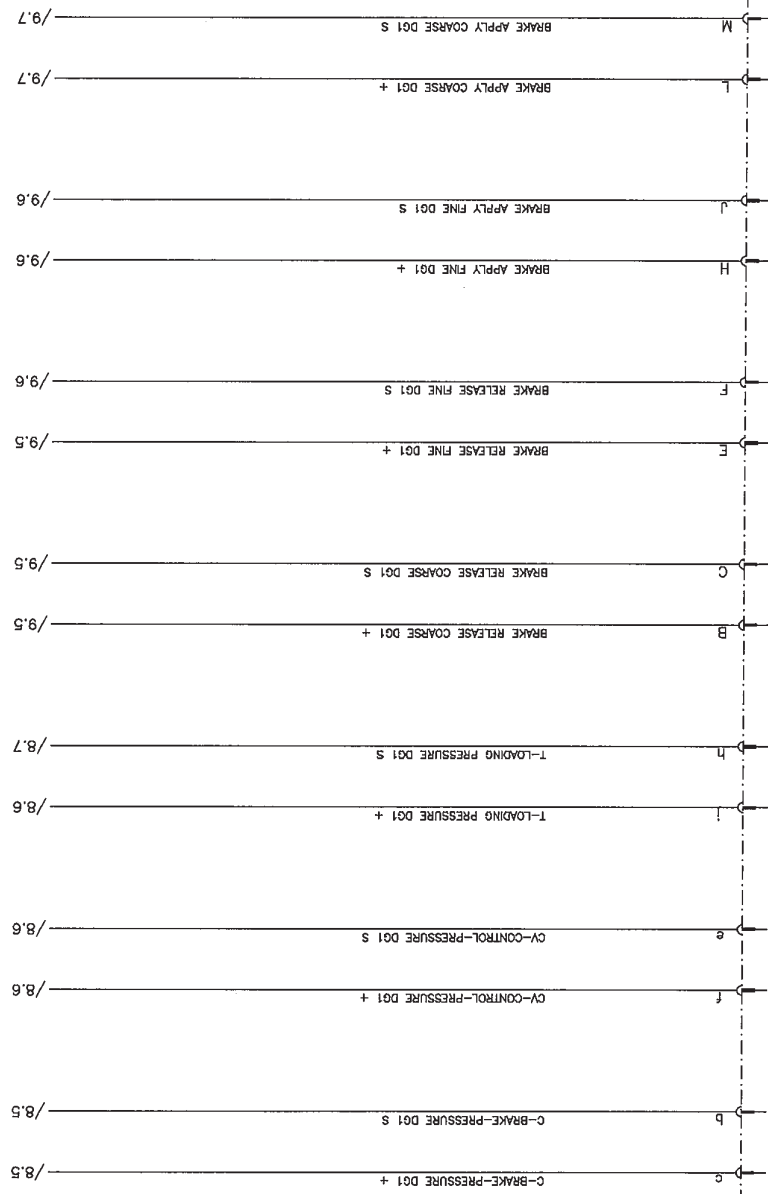 c C-BRAKE-PRESSURE DG1 + /8.5
b C-BRAKE-PRESSURE DG1 S /8.5
f CV-CONTROL-PRESSURE DG1 + /8.6
e CV-CONTROL-PRESSURE DG1 S /8.6
i T-LOADING PRESSURE DG1 + /8.6
h T-LOADING PRESSURE DG1 S /8.7
B BRAKE RELEASE COARSE DG1 + /9.5
C BRAKE RELEASE COARSE DG1 S /9.5
E BRAKE RELEASE FINE DG1 + /9.5
F BRAKE RELEASE FINE DG1 S /9.6
H BRAKE APPLY FINE DG1 + /9.6
J BRAKE APPLY FINE DG1 S /9.6
L BRAKE APPLY COARSE DG1 + /9.7
M BRAKE APPLY COARSE DG1 S /9.7